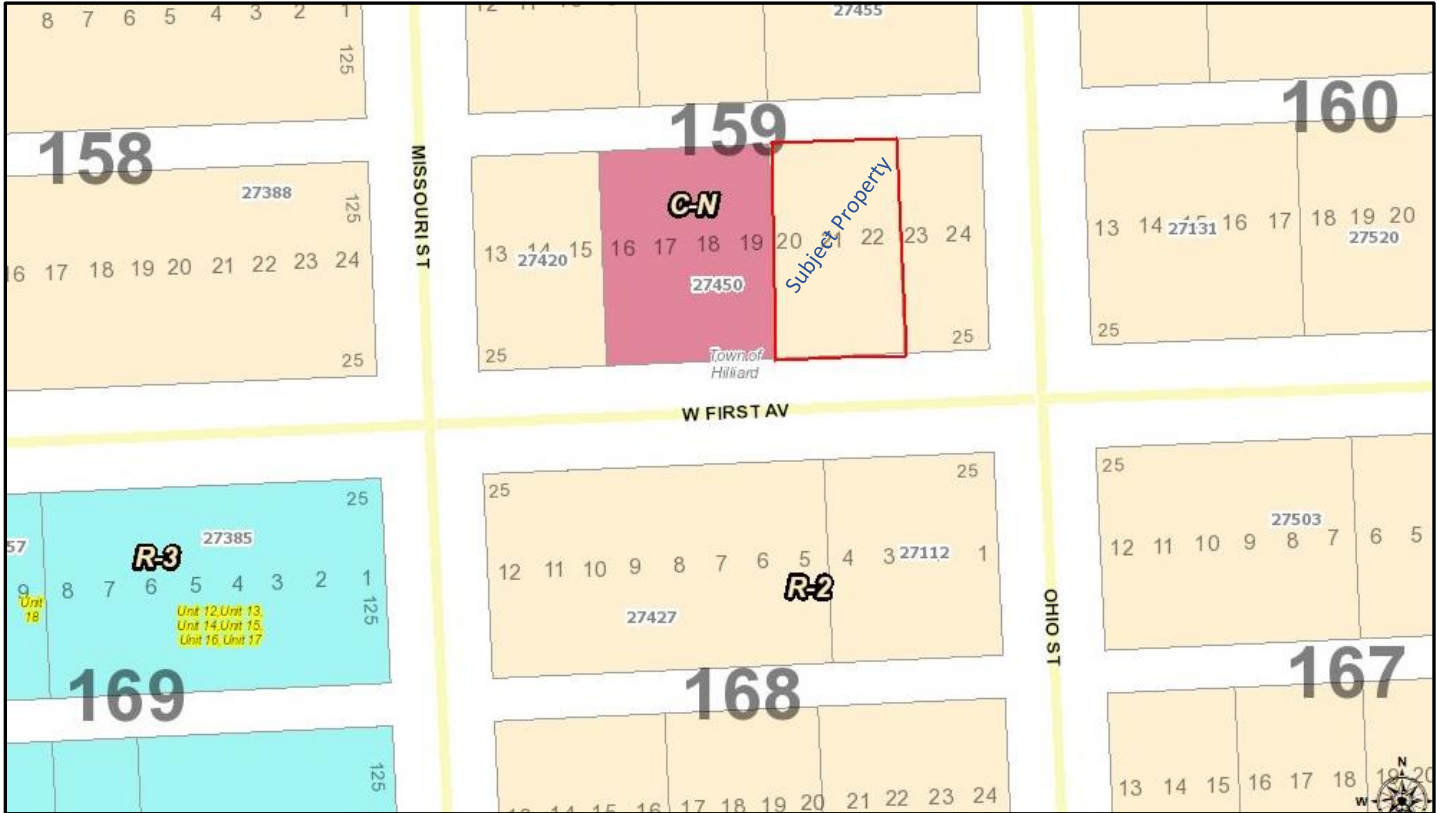 8 7 6 5 4 3 2 1
125
27455
158
159
160
27388
125
MISSOURI ST
C-N
Subject Property
16 17 18 19 20 21 22 23 24
13 14 15
27420
16 17 18 19
27450
20 21 22
23 24
13 14 15 16 17
27131
18 19 20
27520
25
25
25
25
Town of
Hilliard
W FIRST AV
25
27385
R-3
57
9
8 7 6 5 4 3 2 1
125
Unit
18
Unit 12,Unit 13,
Unit 14,Unit 15,
Unit 16,Unit 17
25
25
12 11 10 9 8 7 6 5
4 3
27112
1
R-2
27427
OHIO ST
25
27503
12 11 10 9 8 7
6 5
169
168
167
125
16 17 18 19 20 21 22 23 24
13 14 15 16 17 18 19 20
N
W